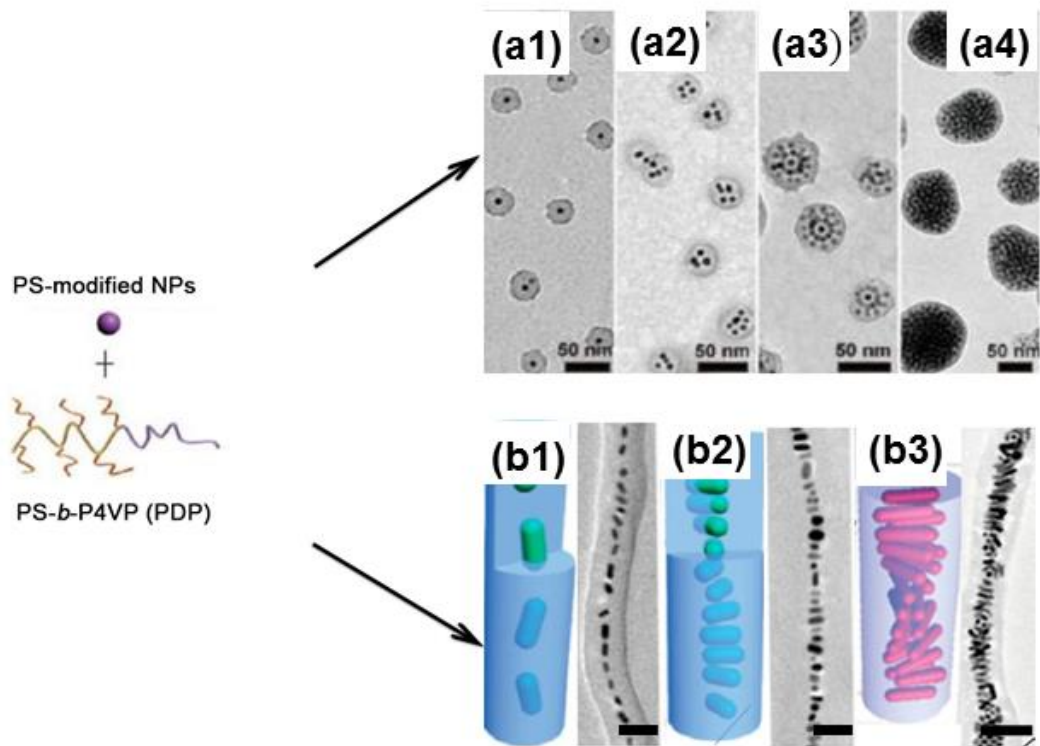 (a1) (a2) (a3) (a4)
50 nm 50 nm 50 nm 50 nm
PS-modified NPs
+
PS-b-P4VP (PDP)
(b1) (b2) (b3)